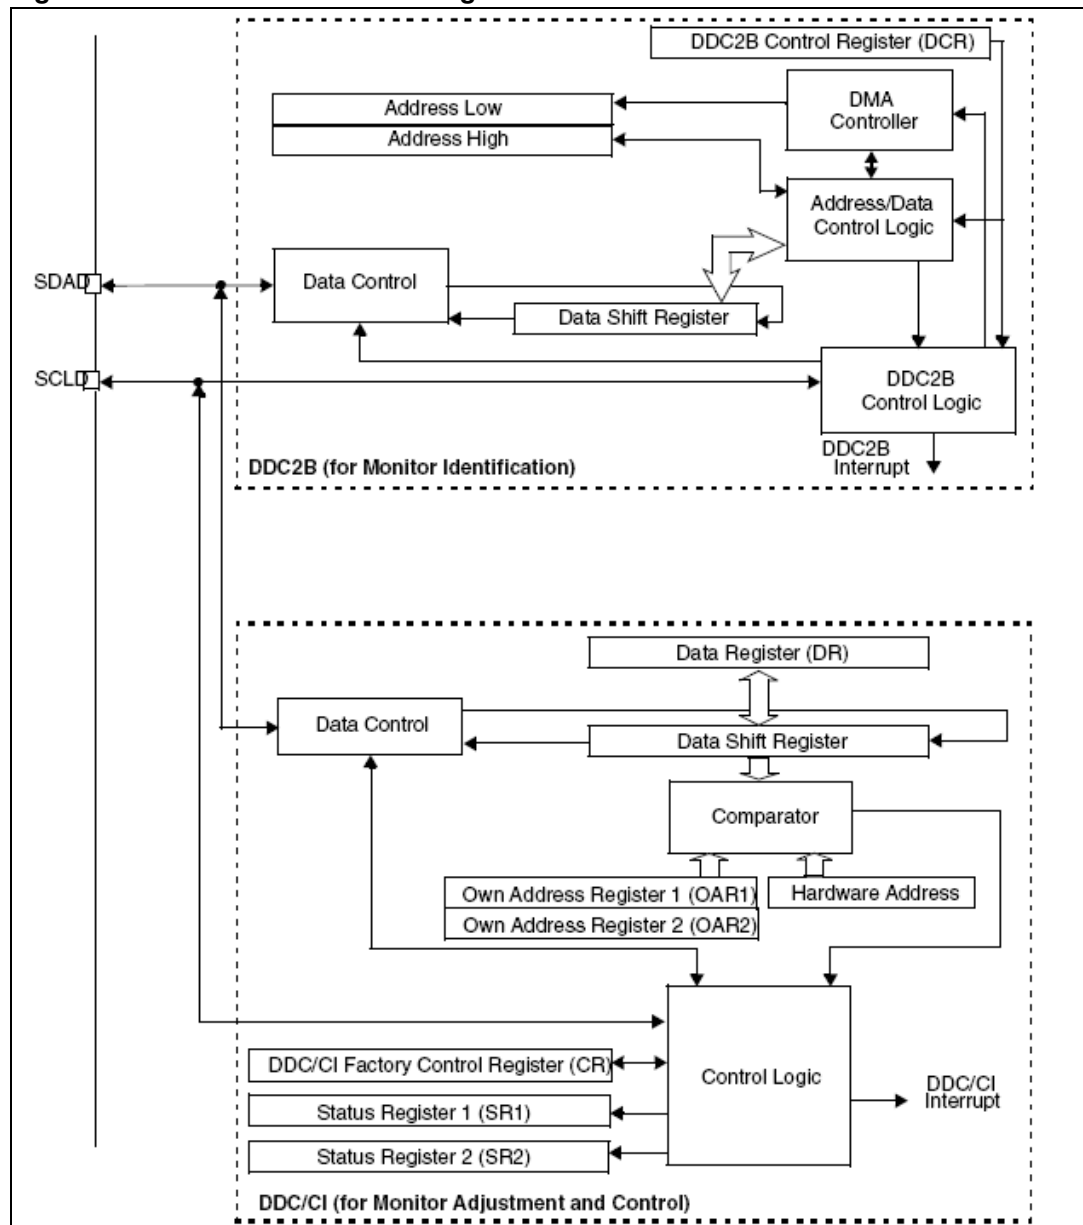 DDC2B Control Register (DCR)
DMA
Controller
Address Low
Address High
Address/Data
Control Logic
SDAD
Data Control
Data Shift Register
SCLD
DDC2B
Control Logic
DDC2B
Interrupt
DDC2B (for Monitor Identification)
Data Register (DR)
Data Control
Data Shift Register
Comparator
Own Address Register 1 (OAR1)
Hardware Address
Own Address Register 2 (OAR2)
DDC/CI Factory Control Register (CR)
Control Logic
DDC/CI
Interrupt
Status Register 1 (SR1)
Status Register 2 (SR2)
DDC/CI (for Monitor Adjustment and Control)